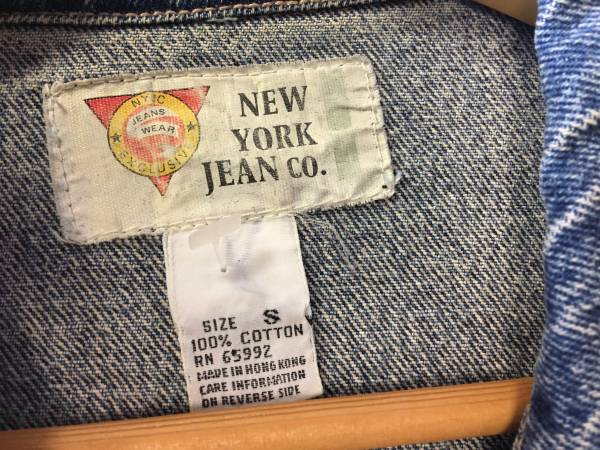 NYJC
JEANS
WEAR
EXCLUSIVE
NEW
YORK
JEAN CO.
SIZE S
100% COTTON
RN 65992
MADE IN HONG KONG
CARE INFORMATION
ON REVERSE SIDE